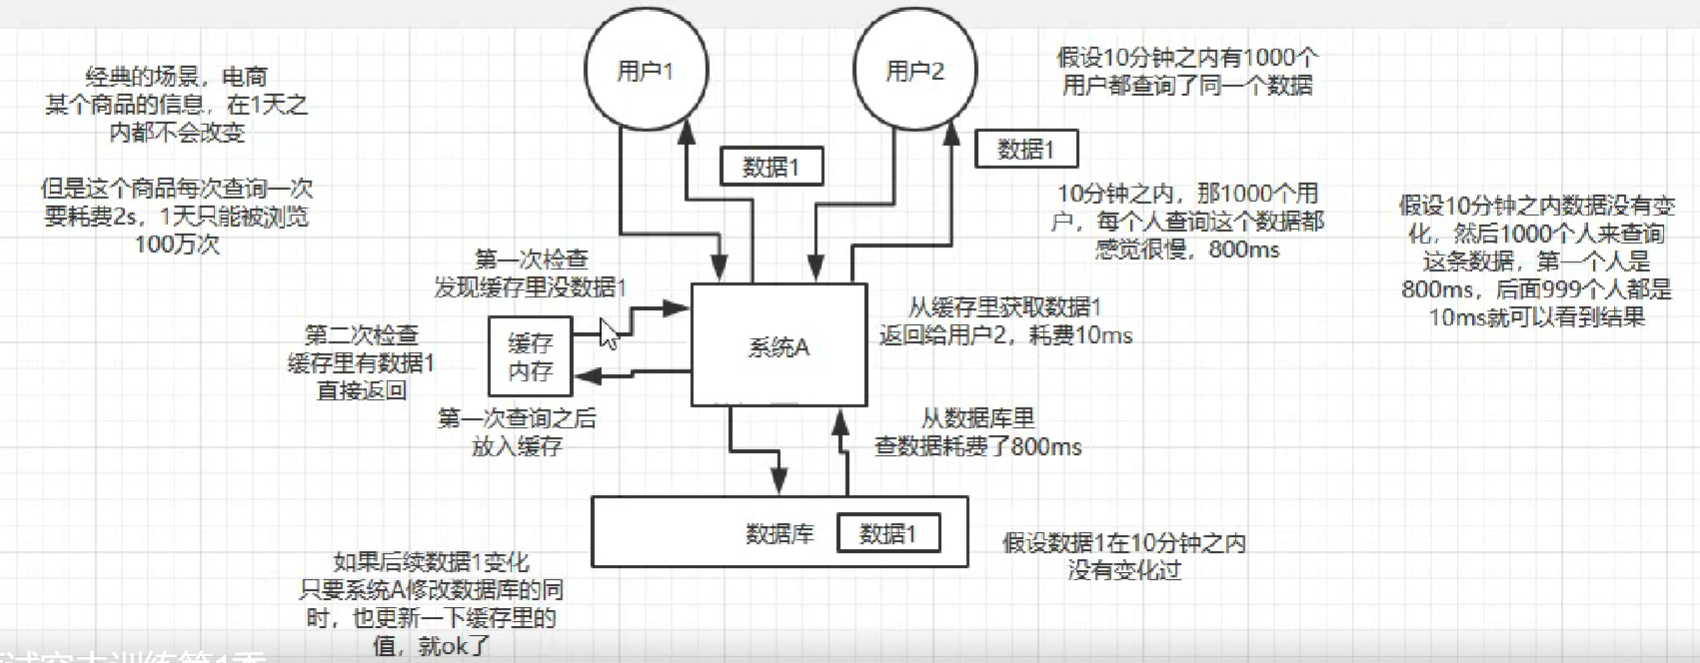 经典的场景，电商
某个商品的信息，在1天之
内都不会改变
但是这个商品每次查询一次
要耗费2s，1天只能被浏览
100万次
用户1
用户2
假设10分钟之内有1000个
用户都查询了同一个数据
数据1
数据1
10分钟之内，那1000个用
户，每个人查询这个数据都
感觉很慢，800ms
假设10分钟之内数据没有变
化，然后1000个人来查询
这条数据，第一个人是
800ms，后面999个人都是
10ms就可以看到结果
第一次检查
发现缓存里没数据1
第二次检查
缓存里有数据1
直接返回
缓存
内存
系统A
从缓存里获取数据1
返回给用户2，耗费10ms
第一次查询之后
放入缓存
从数据库里
查数据耗费了800ms
数据库
数据1
假设数据1在10分钟之内
没有变化过
如果后续数据1变化
只要系统A修改数据库的同
时，也更新一下缓存里的
值，就ok了